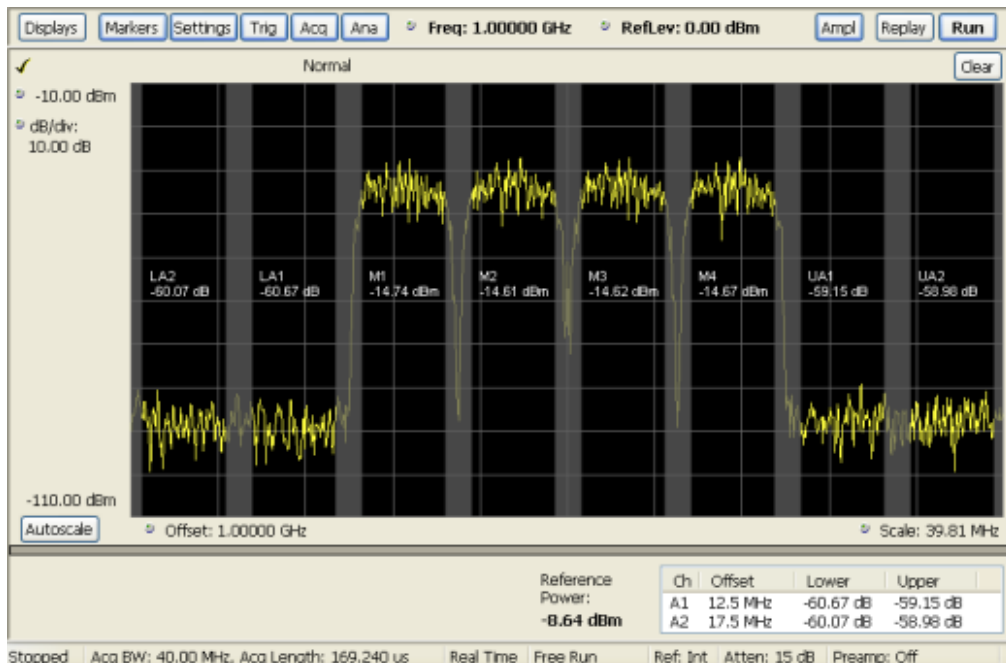 Displays Markers Settings Trig Acq Ana Freq: 1.00000 GHz RefLev: 0.00 dBm Ampl Replay Run
Normal Clear
-10.00 dBm
dB/div:
10.00 dB
LA2 LA1 M1 M2 M3 M4 UA1 UA2
-60.07 dB -60.67 dB -14.74 dBm -14.61 dBm -14.62 dBm -14.67 dBm -59.15 dB -58.98 dB
-110.00 dBm
Autoscale Offset: 1.00000 GHz Scale: 39.81 MHz
Reference
Power:
-8.64 dBm
Ch Offset Lower Upper
A1 12.5 MHz -60.67 dB -59.15 dB
A2 17.5 MHz -60.07 dB -58.98 dB
Stopped Acq BW: 40.00 MHz, Acq Length: 169.240 us Real Time Free Run Ref: Int Atten: 15 dB Preamp: Off